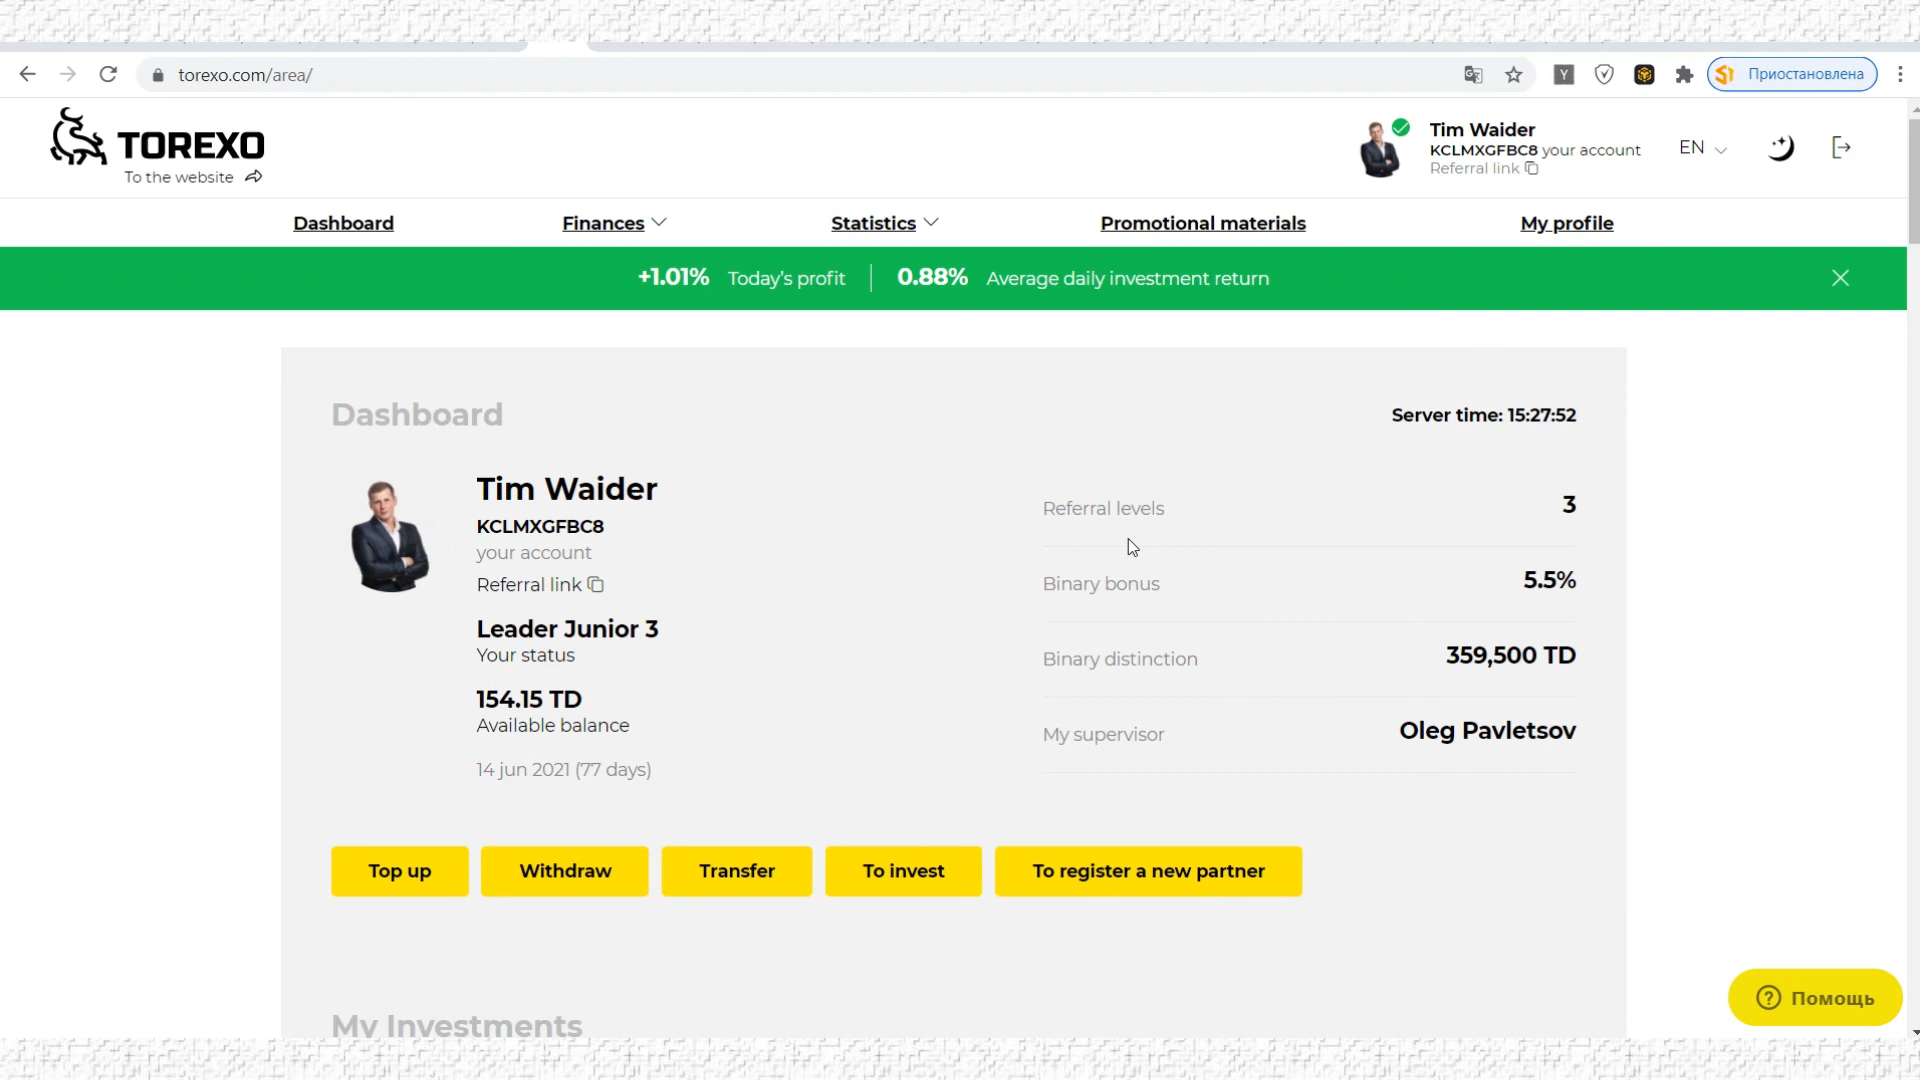 torexo.com/area/
Y
Приостановлена
TOREXO
To the website
Tim Waider
KCLMXGFBC8 your account
Referral link
EN
Dashboard
Finances
Statistics
Promotional materials
My profile
+1.01% Today's profit
0.88% Average daily investment return
Dashboard
Server time: 15:27:52
Tim Waider
KCLMXGFBC8
your account
Referral link
Leader Junior 3
Your status
154.15 TD
Available balance
14 jun 2021 (77 days)
Referral levels 3
Binary bonus 5.5%
Binary distinction 359,500 TD
My supervisor Oleg Pavletsov
Top up
Withdraw
Transfer
To invest
To register a new partner
My Investments
? Помощь